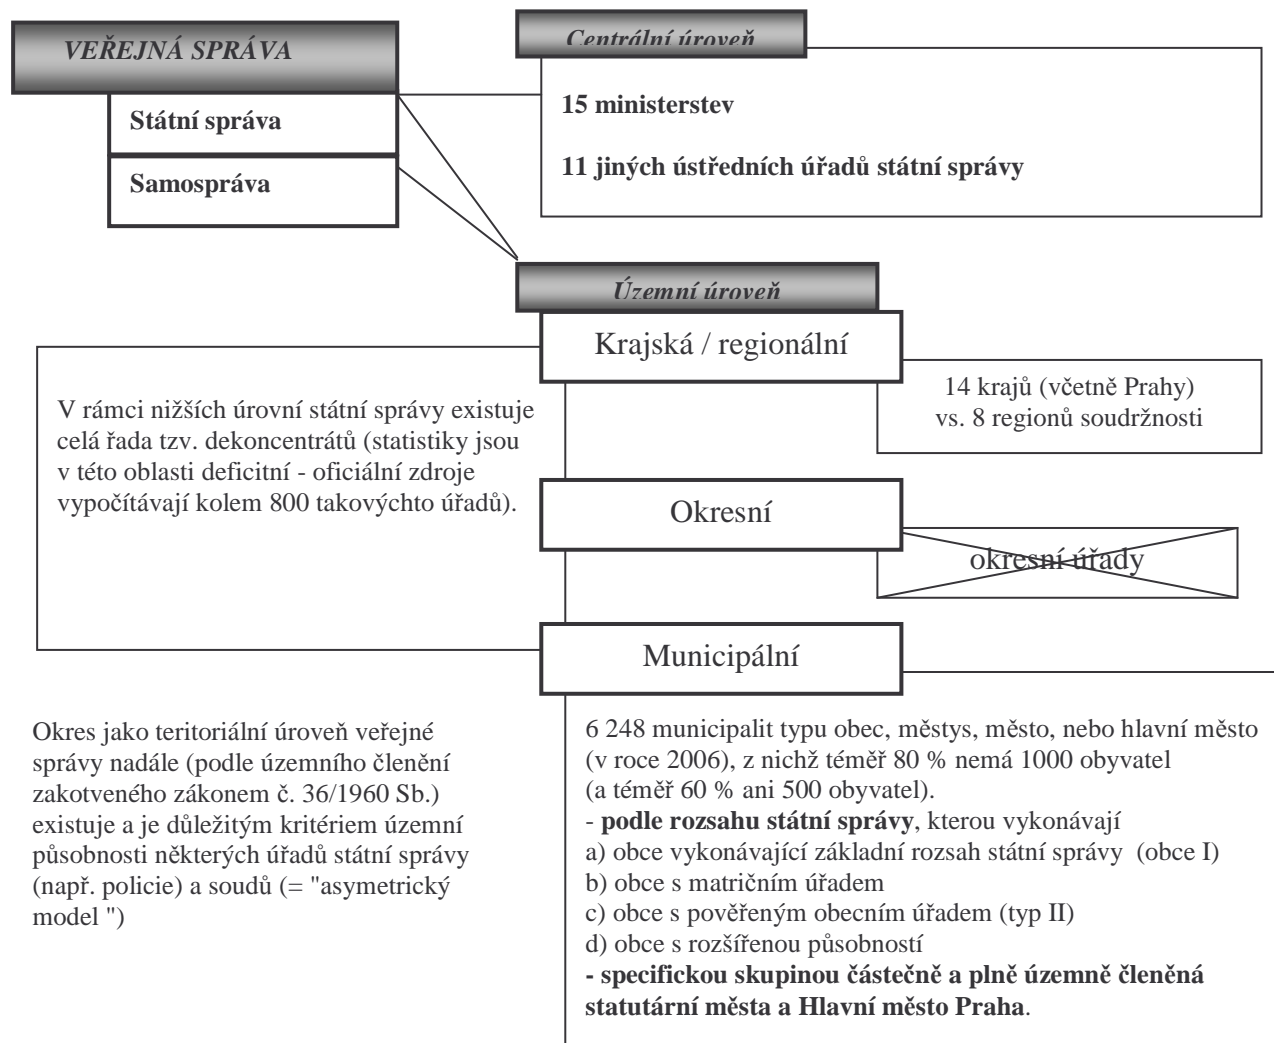 VEŘEJNÁ SPRÁVA
Státní správa
Samospráva
Centrální úroveň
15 ministerstev
11 jiných ústředních úřadů státní správy
Územní úroveň
Krajská / regionální
14 krajů (včetně Prahy)
vs. 8 regionů soudržnosti
V rámci nižších úrovní státní správy existuje
celá řada tzv. dekoncentrátů (statistiky jsou
v této oblasti deficitní - oficiální zdroje
vypočítávají kolem 800 takovýchto úřadů).
Okresní
okresní úřady
Municipální
Okres jako teritoriální úroveň veřejné
správy nadále (podle územního členění
zakotveného zákonem č. 36/1960 Sb.)
existuje a je důležitým kritériem územní
působnosti některých úřadů státní správy
(např. policie) a soudů (= "asymetrický
model ")
6 248 municipalit typu obec, městys, město, nebo hlavní město
(v roce 2006), z nichž téměř 80 % nemá 1000 obyvatel
(a téměř 60 % ani 500 obyvatel).
- podle rozsahu státní správy, kterou vykonávají
a) obce vykonávající základní rozsah státní správy (obce I)
b) obce s matričním úřadem
c) obce s pověřeným obecním úřadem (typ II)
d) obce s rozšířenou působností
- specifickou skupinou částečně a plně územně členěná
statutární města a Hlavní město Praha.